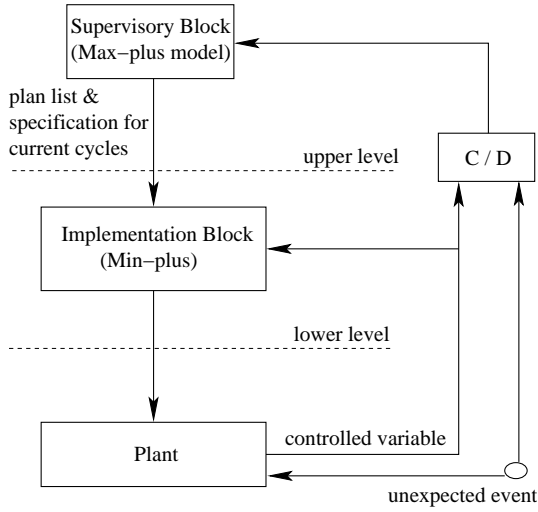 Supervisory Block
(Max−plus model)
plan list &
specification for
current cycles
upper level
C / D
Implementation Block
(Min−plus)
lower level
Plant
controlled variable
unexpected event